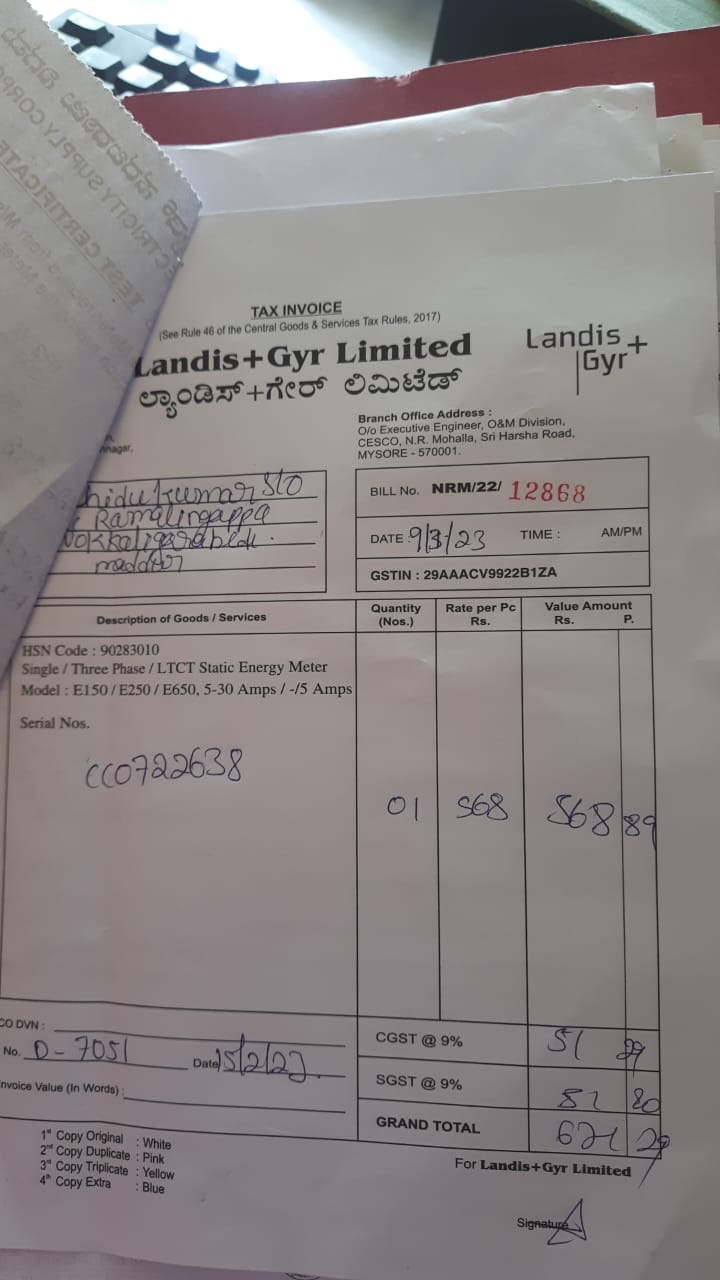 TAX INVOICE
(See Rule 46 of the Central Goods & Services Tax Rules, 2017)
Landis+Gyr Limited
ಲ್ಯಾಂಡಿಸ್+ಗೇರ್ ಲಿಮಿಟೆಡ್
Landis
Gyr+
Branch Office Address :
O/o Executive Engineer, O&M Division,
CESCO, N.R. Mohalla, Sri Harsha Road,
MYSORE - 570001.
nagar,
hidu kumar S/O
Ramalingappa
maddur
BILL No. NRM/22/ 12868
DATE : 9/3/23 TIME : AM/PM
GSTIN : 29AAACV9922B1ZA
Description of Goods / Services
Quantity (Nos.)
Rate per Pc Rs.
Value Amount Rs. P.
HSN Code : 90283010
Single / Three Phase / LTCT Static Energy Meter
Model : E150 / E250 / E650, 5-30 Amps / -/5 Amps
Serial Nos.
CC0722638
01 568 568 89
CO DVN :
No. D-7051 Date 15/2/23
nvoice Value (In Words) :
CGST @ 9% 51
SGST @ 9%
GRAND TOTAL
1st Copy Original : White
2nd Copy Duplicate : Pink
3rd Copy Triplicate : Yellow
4th Copy Extra : Blue
For Landis+Gyr Limited
Signature